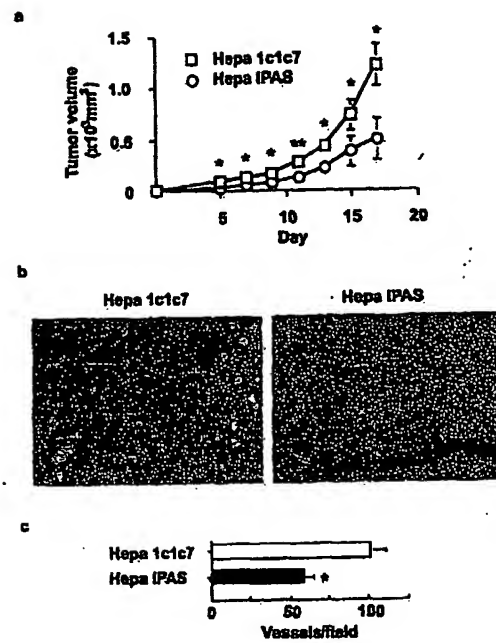 a
1.5
1.0
0.5
0
Tumor volume
(x10³mm³)
Hepa 1c1c7
Hepa IPAS
* * * ** * * *
5 10 15 20
Day
b
Hepa 1c1c7 Hepa IPAS
c
Hepa 1c1c7
Hepa IPAS *
0 50 100
Vessels/field